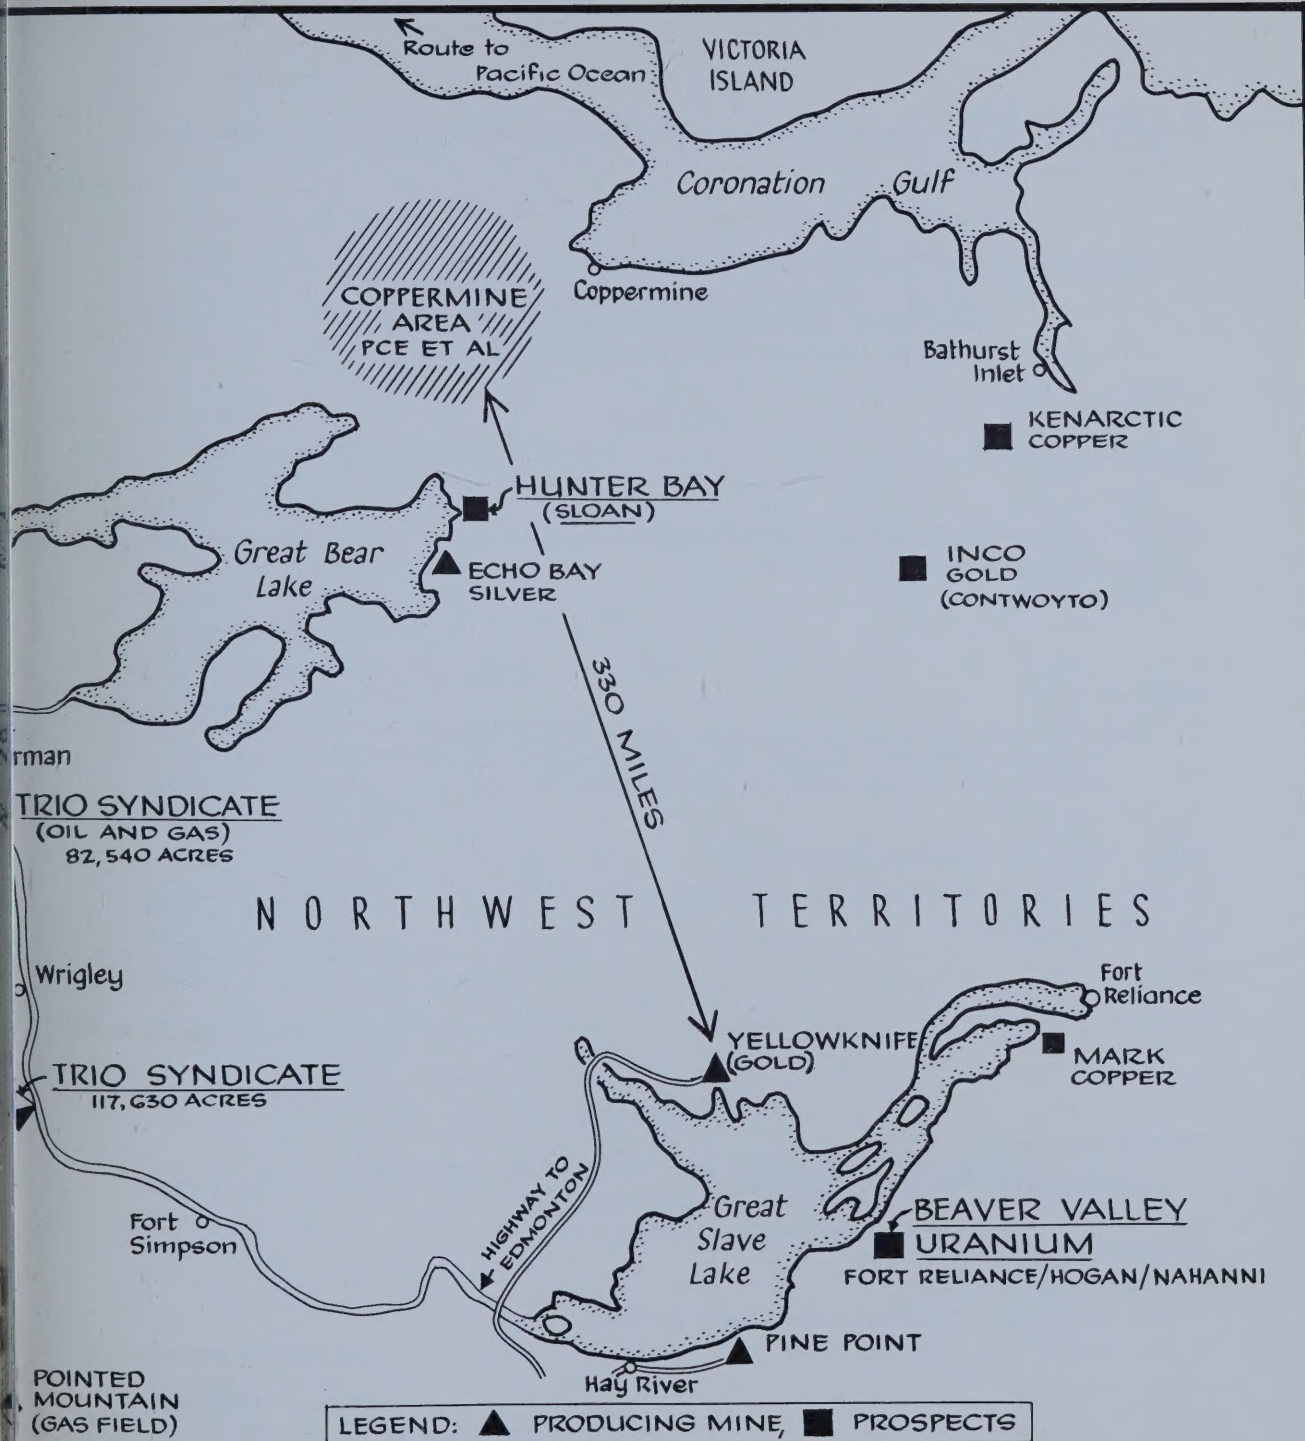 Route to
Pacific Ocean
VICTORIA
ISLAND
Coronation Gulf
COPPERMINE
AREA
PCE ET AL
Coppermine
Bathurst
Inlet
KENARCTIC
COPPER
HUNTER BAY
(SLOAN)
Great Bear
Lake
ECHO BAY
SILVER
INCO
GOLD
(CONTWOYTO)
330 MILES
rman
TRIO SYNDICATE
(OIL AND GAS)
82,540 ACRES
NORTHWEST TERRITORIES
Wrigley
Fort
Reliance
YELLOWKNIFE
(GOLD)
MARK
COPPER
TRIO SYNDICATE
117,630 ACRES
HIGHWAY TO
EDMONTON
Great
Slave
Lake
Fort
Simpson
BEAVER VALLEY
URANIUM
FORT RELIANCE/HOGAN/NAHANNI
PINE POINT
Hay River
POINTED
MOUNTAIN
(GAS FIELD)
LEGEND: ▲ PRODUCING MINE, ■ PROSPECTS